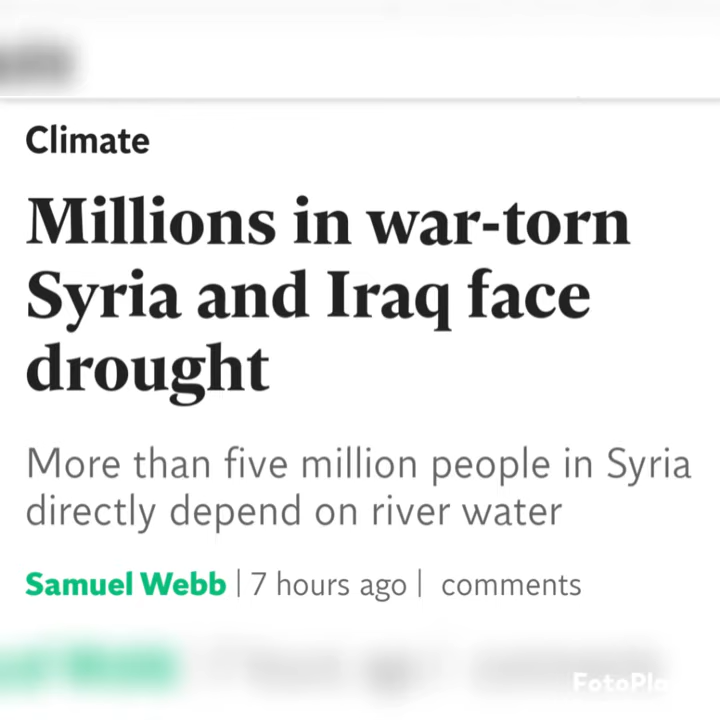 Climate
Millions in war-torn
Syria and Iraq face
drought
More than five million people in Syria
directly depend on river water
Samuel Webb | 7 hours ago | comments